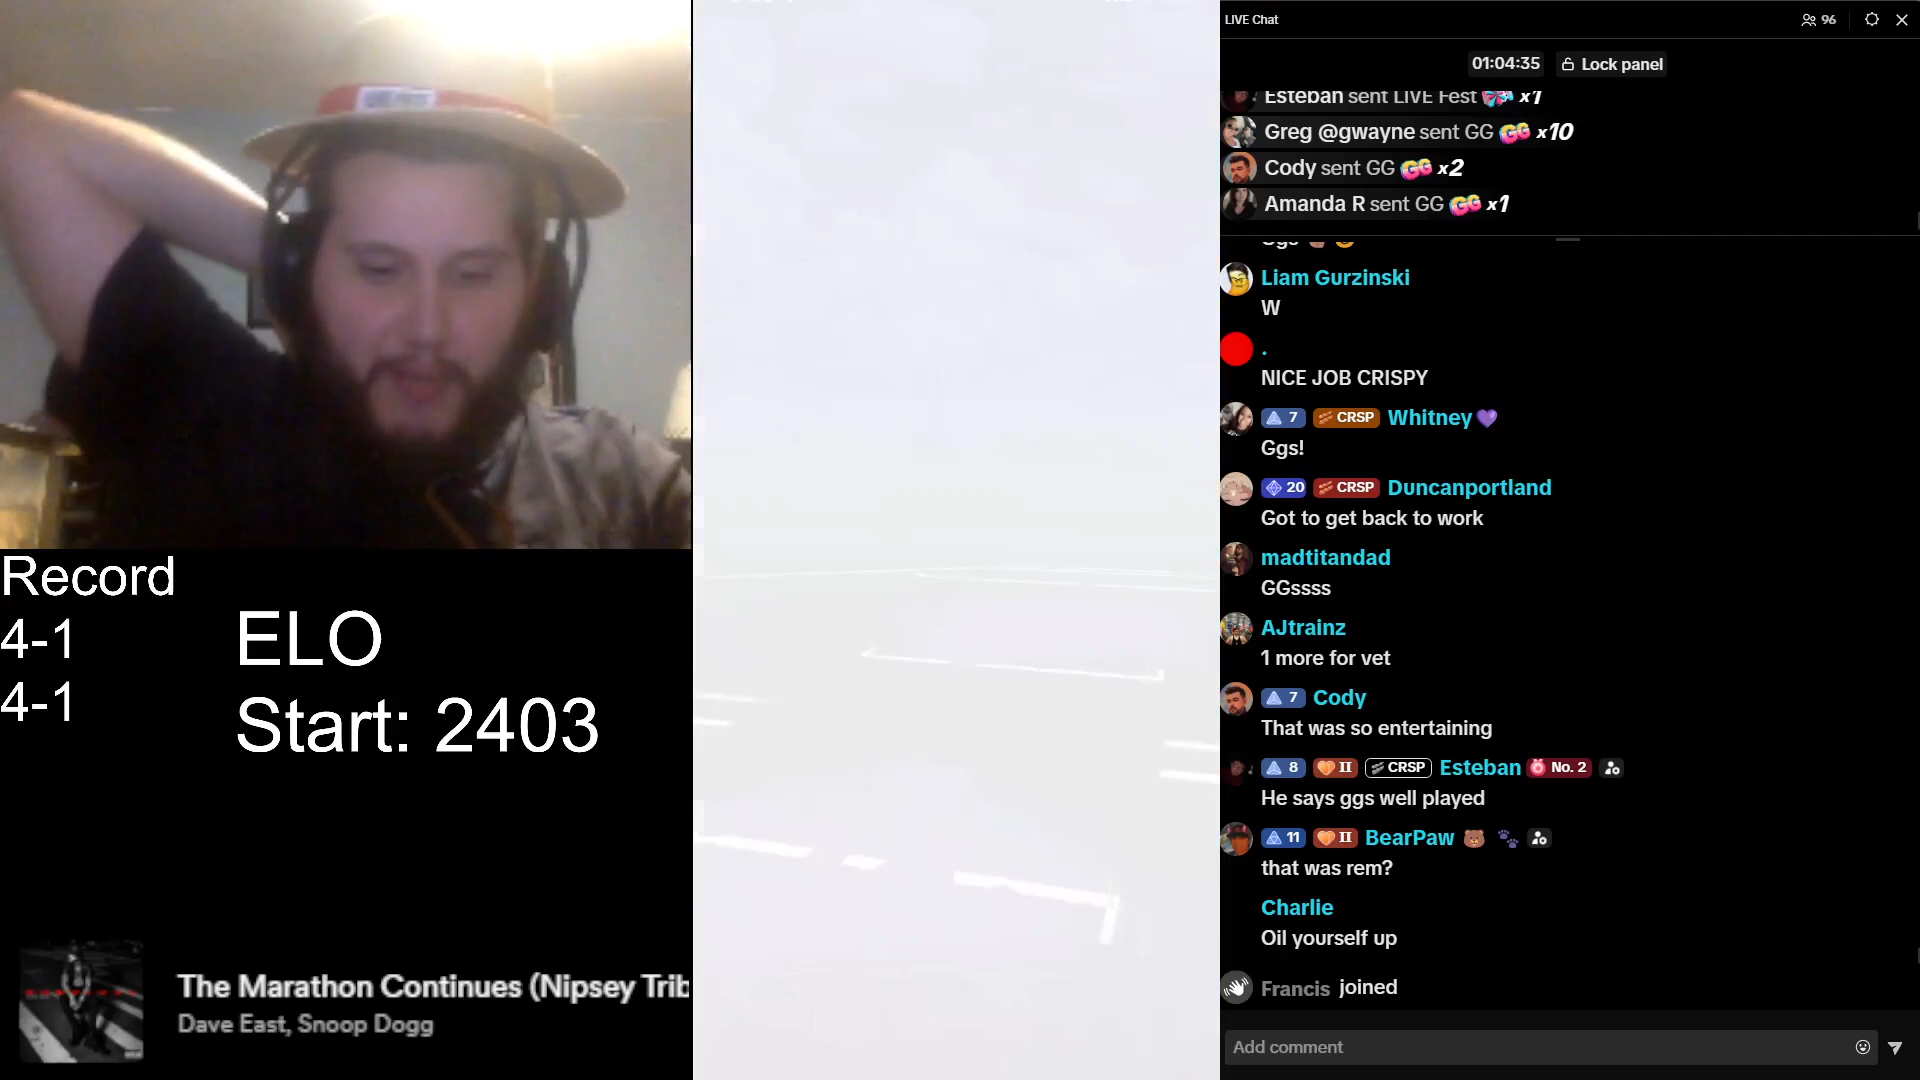 Record
4-1
4-1
ELO
Start: 2403
The Marathon Continues (Nipsey Trib
Dave East, Snoop Dogg
LIVE Chat
96
01:04:35
Lock panel
Esteban sent LIVE Fest x1
Greg @gwayne sent GG GG x10
Cody sent GG GG x2
Amanda R sent GG GG x1
Ggs
Liam Gurzinski
W
.
NICE JOB CRISPY
7 CRSP Whitney
Ggs!
20 CRSP Duncanportland
Got to get back to work
madtitandad
GGssss
AJtrainz
1 more for vet
7 Cody
That was so entertaining
8 II CRSP Esteban No. 2
He says ggs well played
11 II BearPaw
that was rem?
Charlie
Oil yourself up
Francis joined
Add comment